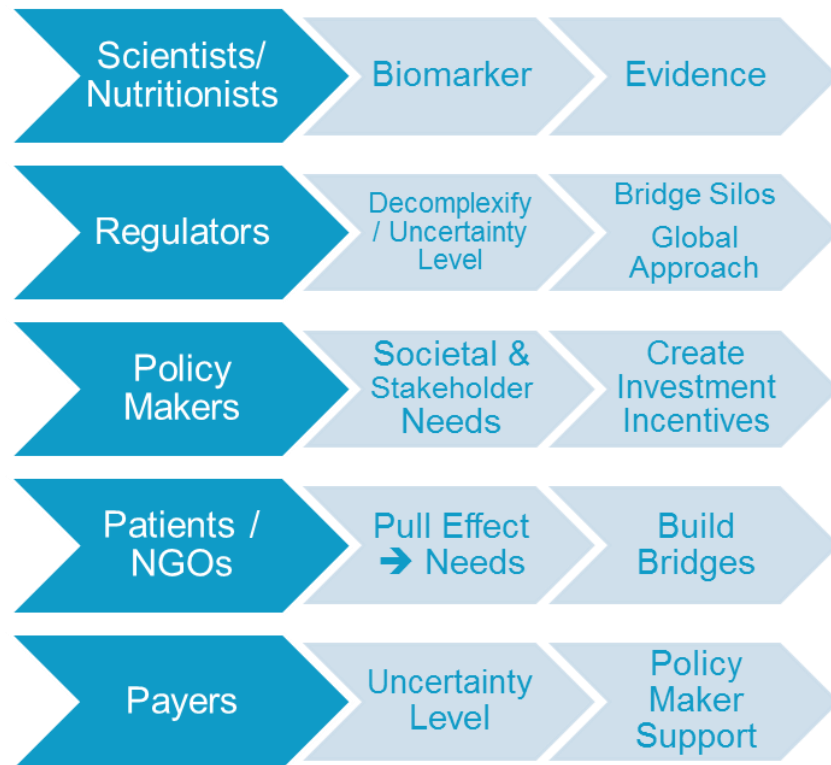 Scientists/
Nutritionists
Biomarker
Evidence
Regulators
Decomplexify
/ Uncertainty
Level
Bridge Silos
Global
Approach
Policy
Makers
Societal &
Stakeholder
Needs
Create
Investment
Incentives
Patients /
NGOs
Pull Effect
➔ Needs
Build
Bridges
Payers
Uncertainty
Level
Policy
Maker
Support